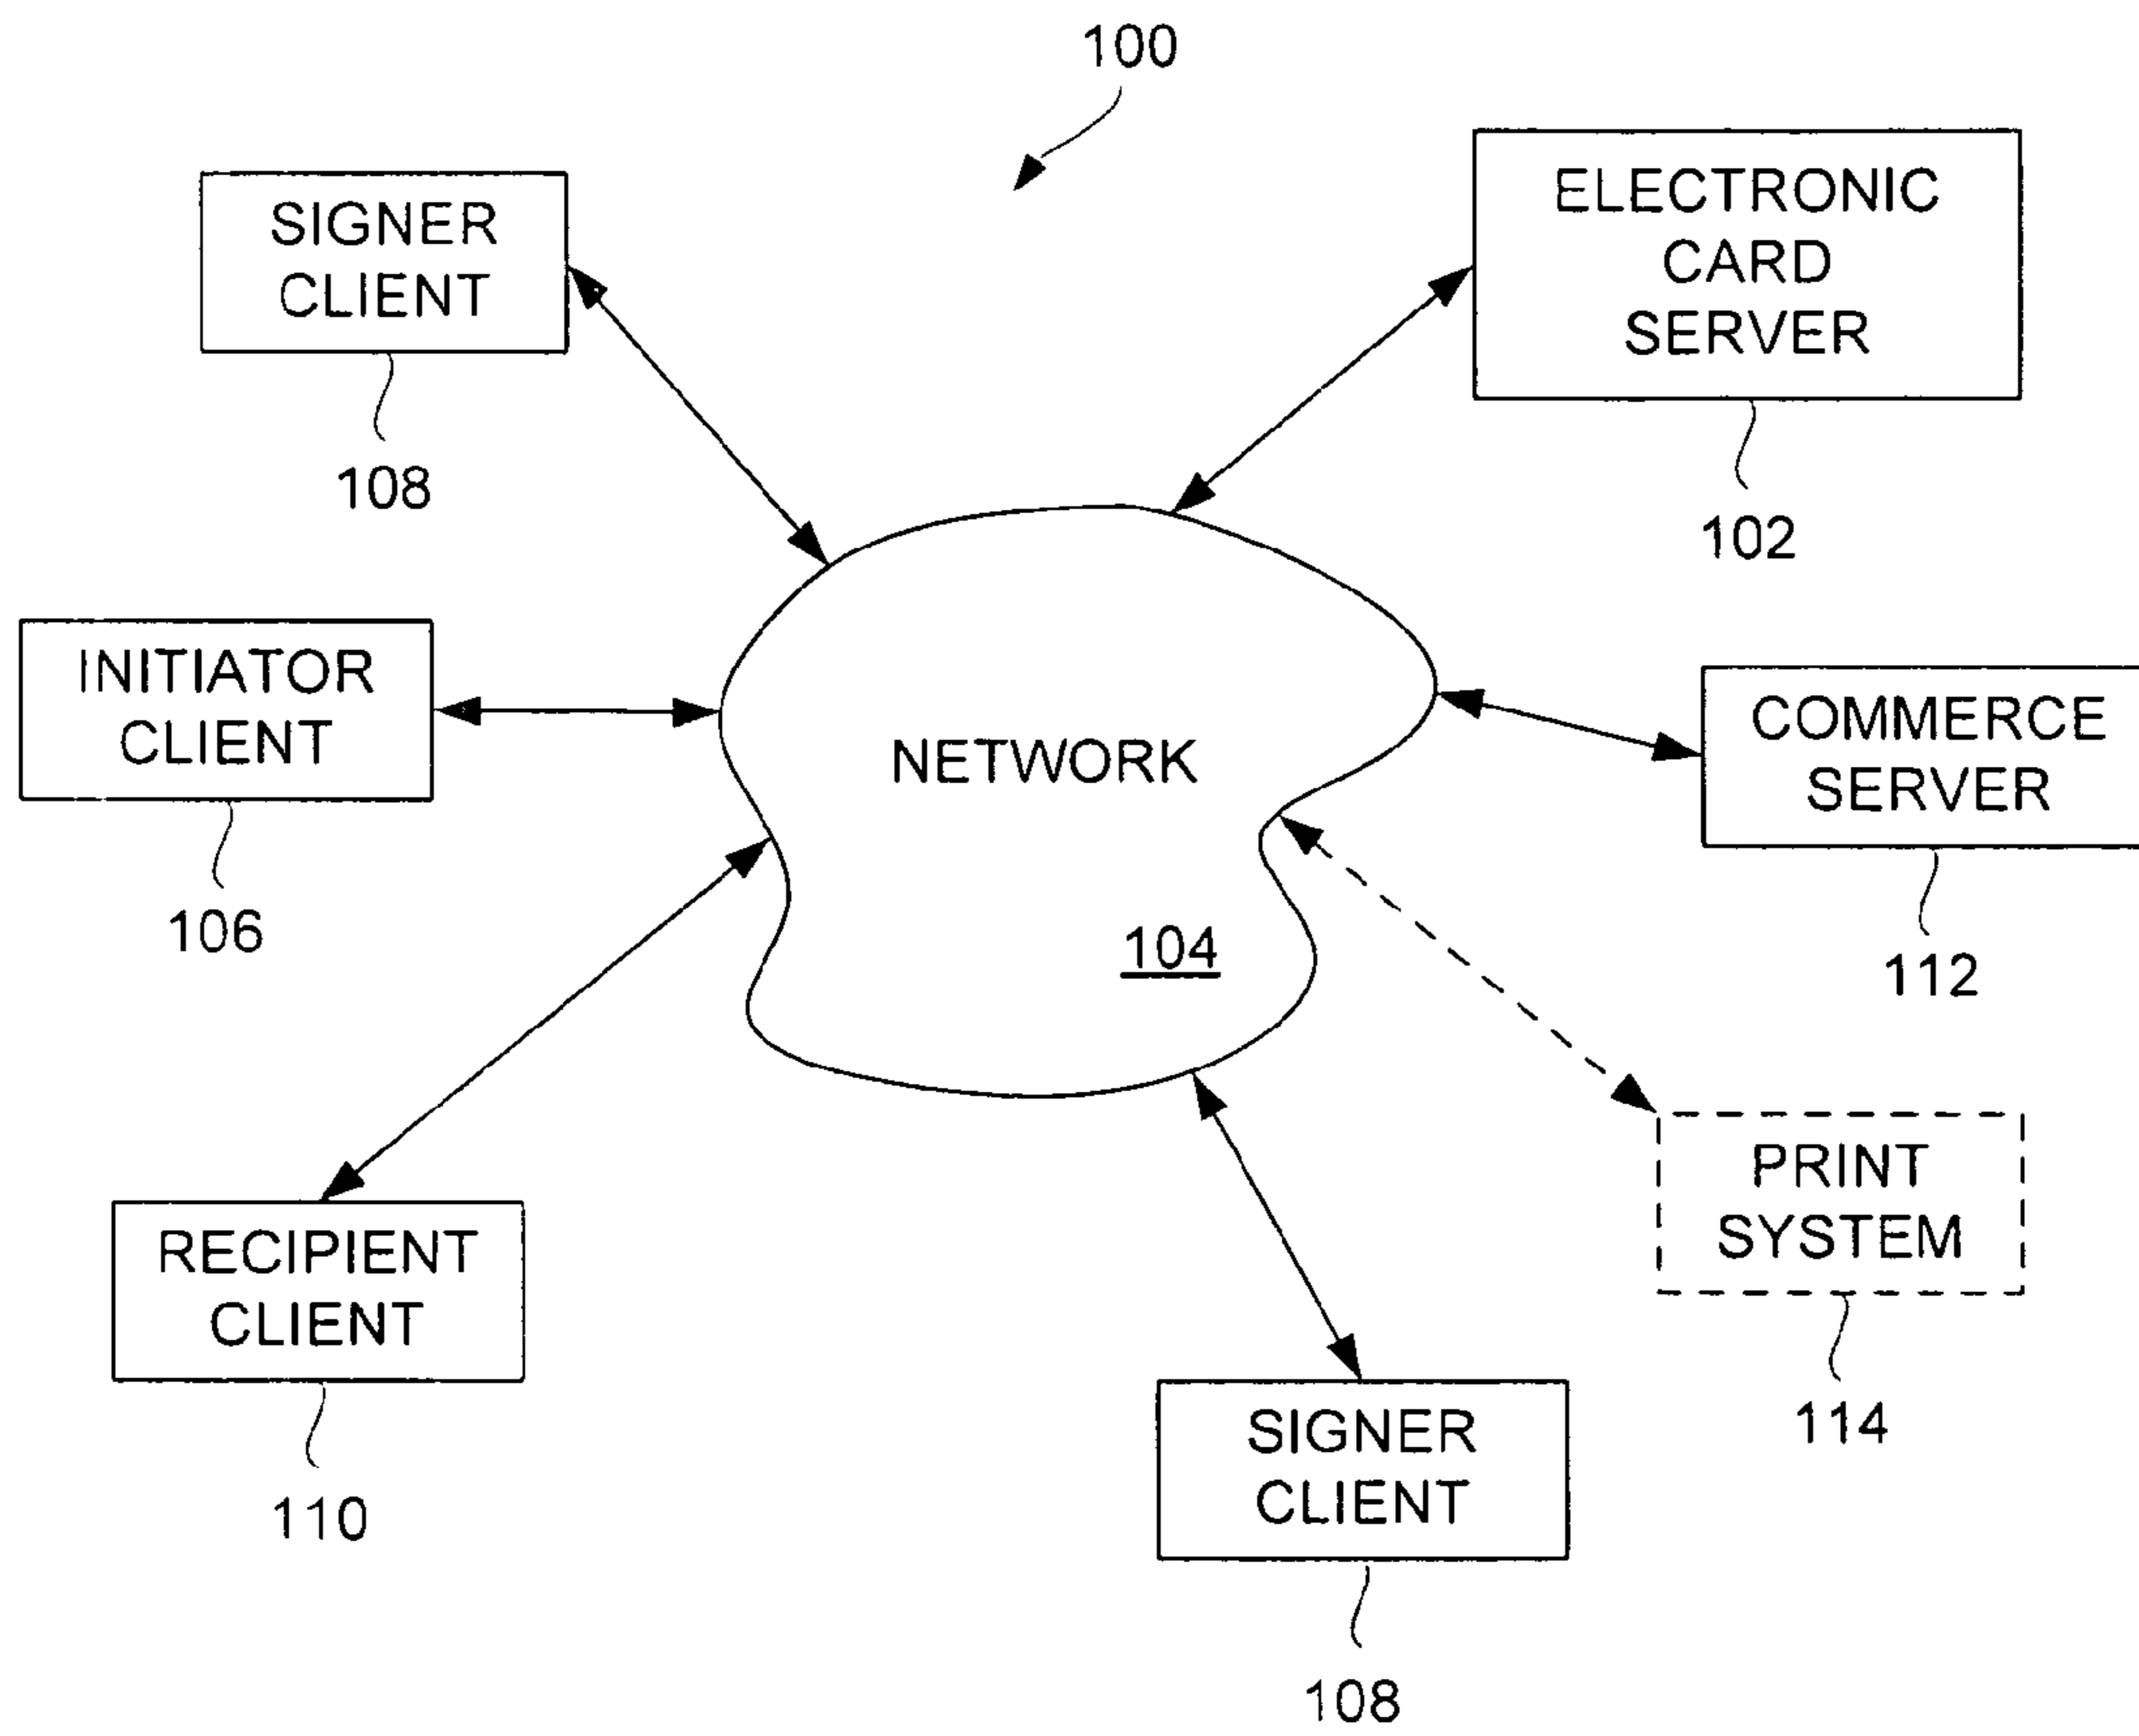 100
SIGNER
CLIENT
108
ELECTRONIC
CARD
SERVER
102
INITIATOR
CLIENT
106
NETWORK
104
COMMERCE
SERVER
112
RECIPIENT
CLIENT
110
PRINT
SYSTEM
114
SIGNER
CLIENT
108